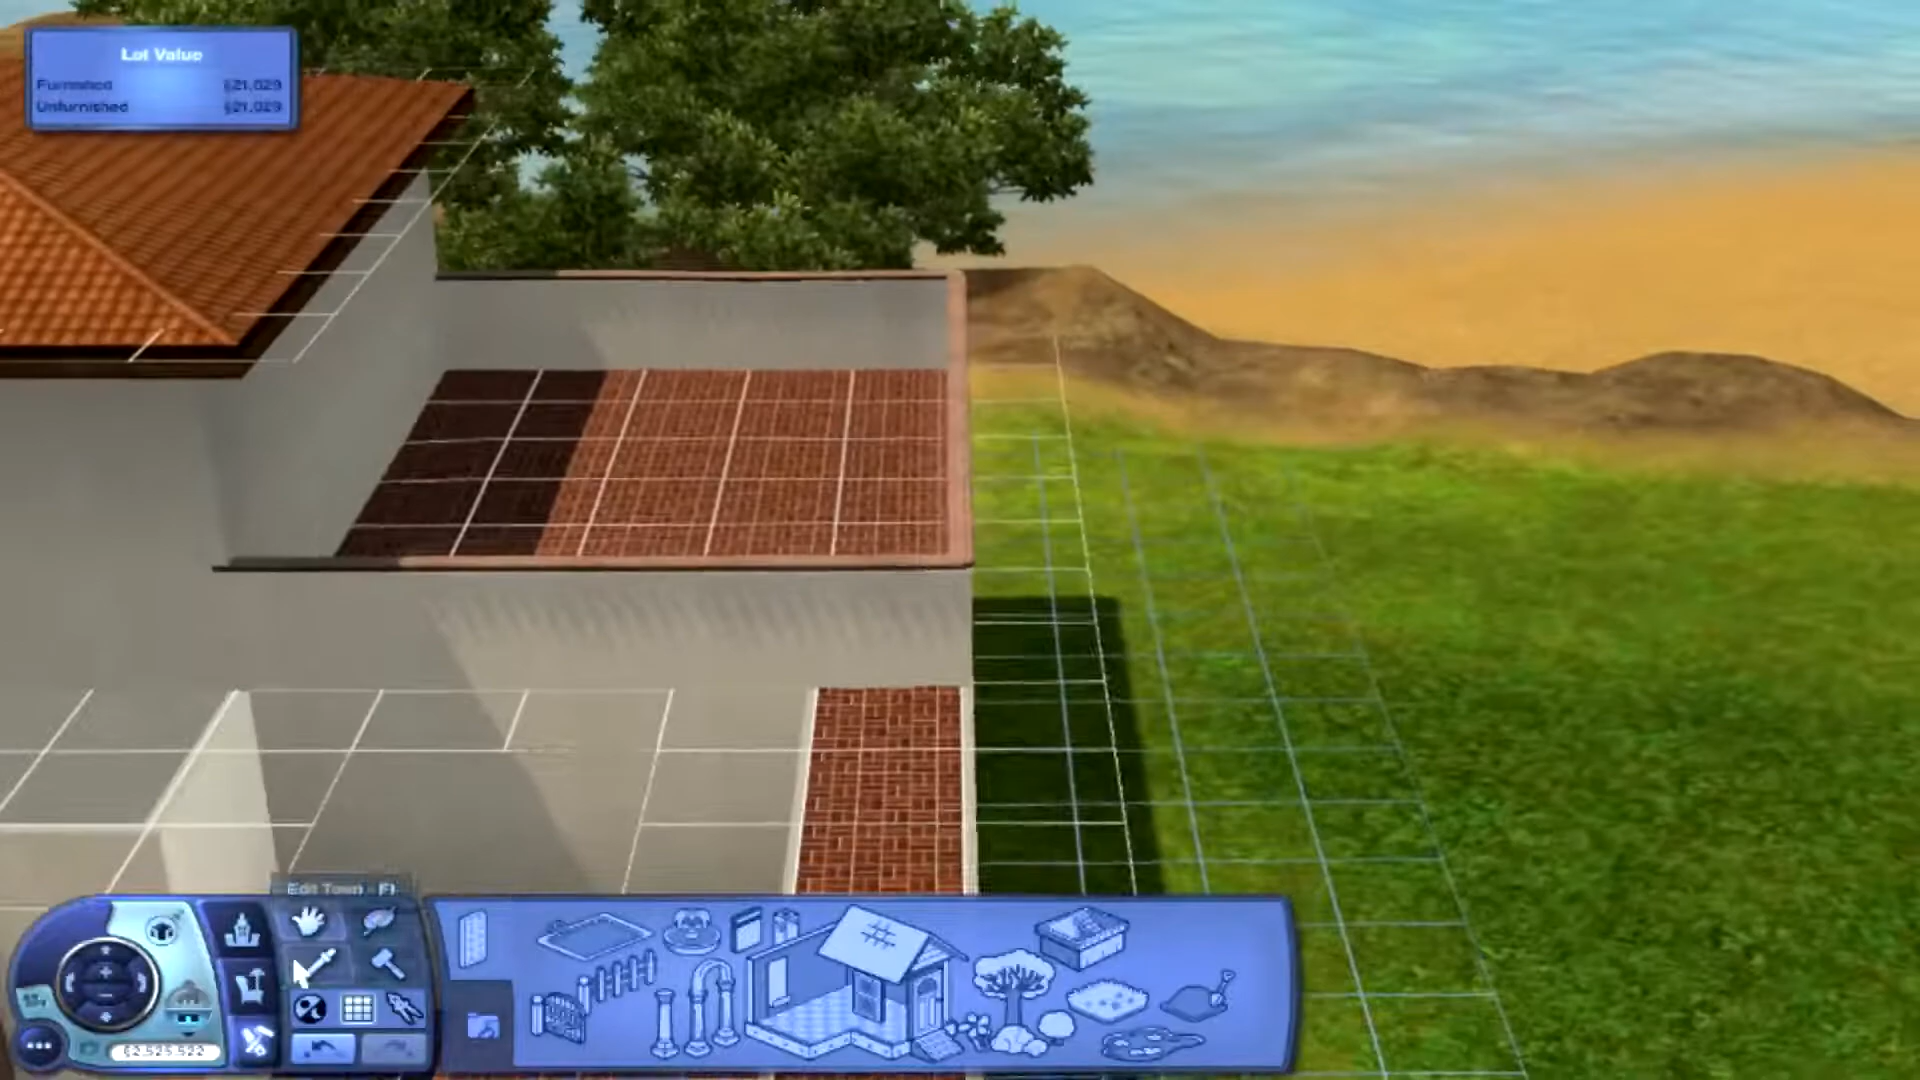 Lot Value
Furnished §21,029
Unfurnished §21,029
Edit Town - F1
§2,525,522